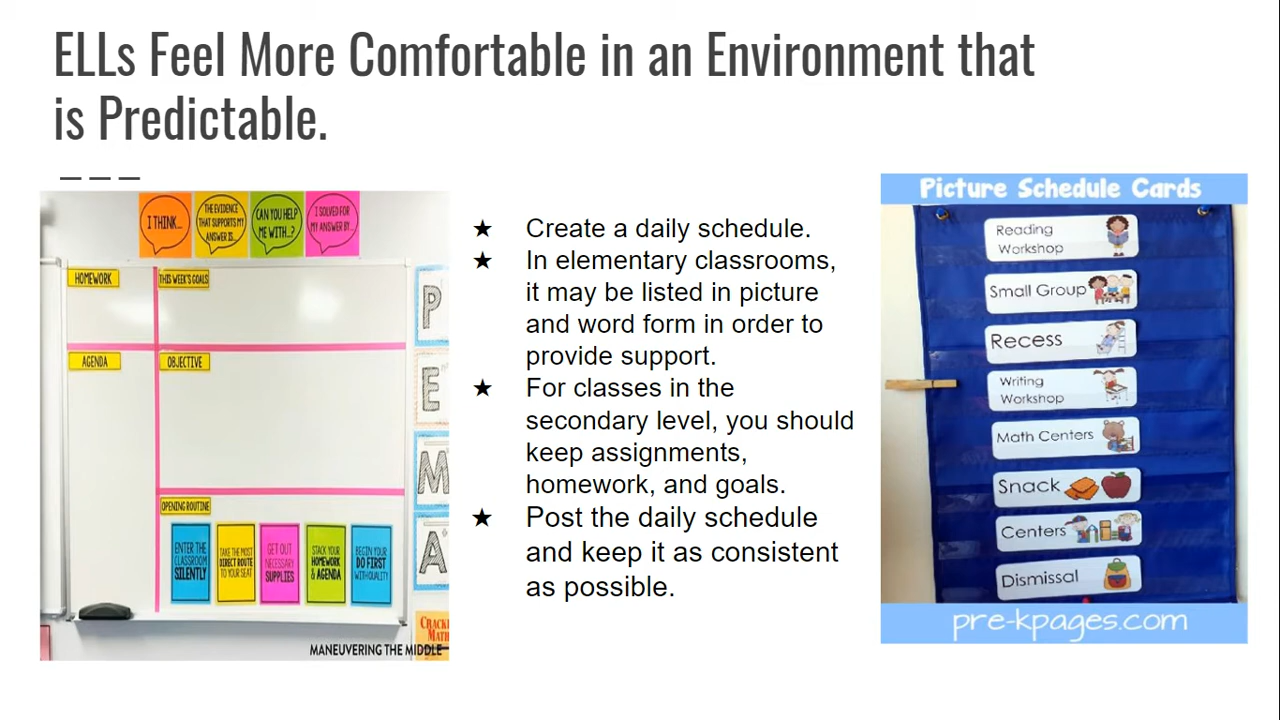 ELLs Feel More Comfortable in an Environment that
is Predictable.
I THINK...
THE EVIDENCE
THAT SUPPORTS MY
ANSWER IS...
CAN YOU HELP
ME WITH...?
I SOLVED FOR
MY ANSWER BY...
HOMEWORK
THIS WEEK'S GOALS
AGENDA
OBJECTIVE
OPENING ROUTINE
ENTER THE
CLASSROOM
SILENTLY
TAKE THE MOST
DIRECT ROUTE
TO YOUR SEAT
GET OUT
NECESSARY
SUPPLIES
STACK YOUR
HOMEWORK
& AGENDA
BEGIN YOUR
DO FIRST
WITH QUALITY
P
E
M
A
MANEUVERING THE MIDDLE
★ Create a daily schedule.
★ In elementary classrooms,
it may be listed in picture
and word form in order to
provide support.
★ For classes in the
secondary level, you should
keep assignments,
homework, and goals.
★ Post the daily schedule
and keep it as consistent
as possible.
Picture Schedule Cards
Reading
Workshop
Small Group
Recess
Writing
Workshop
Math Centers
Snack
Centers
Dismissal
pre-kpages.com